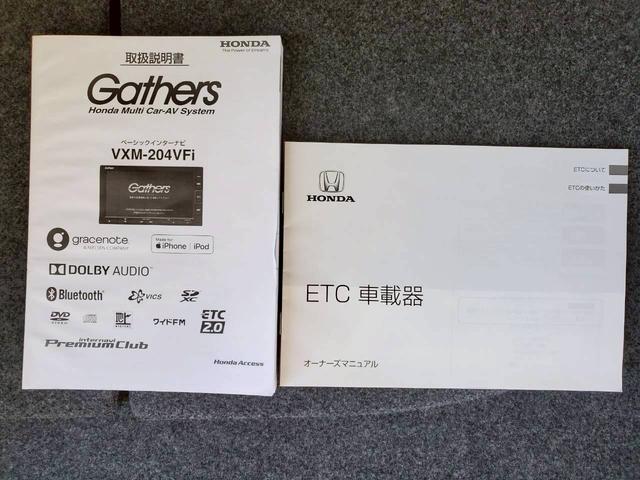 HONDA
The Power of Dreams
取扱説明書
Gathers
Honda Multi Car-AV System
ベーシックインターナビ
VXM-204VFi
Gathers
gracenote.
A NIELSEN COMPANY
Made for
iPhone | iPod
DOLBY AUDIO
Bluetooth
VICS
SD XC
DVD VIDEO
ワイドFM
ETC 2.0
internavi
PremiumClub
Honda Access
HONDA
ETCについて
ETCの使いかた
ETC 車載器
オーナーズマニュアル